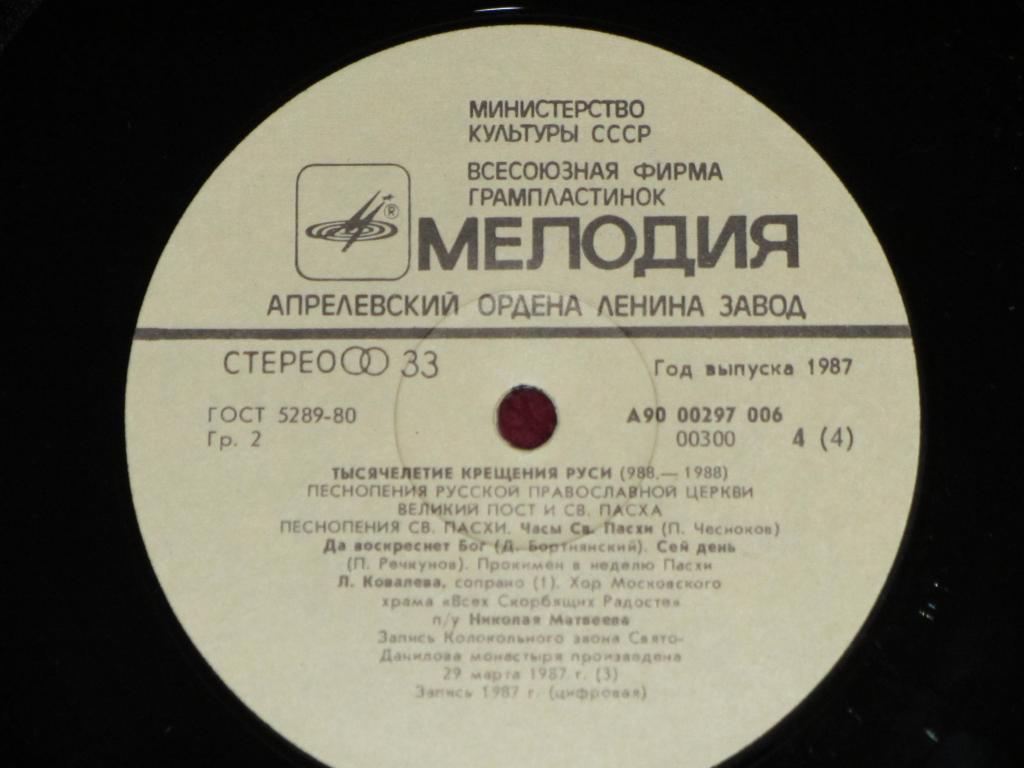 МИНИСТЕРСТВО
КУЛЬТУРЫ СССР
ВСЕСОЮЗНАЯ ФИРМА
ГРАМПЛАСТИНОК
® МЕЛОДИЯ
АПРЕЛЕВСКИЙ ОРДЕНА ЛЕНИНА ЗАВОД
СТЕРЕО 33 Год выпуска 1987
ГОСТ 5289-80 А90 00297 006
Гр. 2 00300 4 (4)
ТЫСЯЧЕЛЕТИЕ КРЕЩЕНИЯ РУСИ (988 — 1988)
ПЕСНОПЕНИЯ РУССКОЙ ПРАВОСЛАВНОЙ ЦЕРКВИ
ВЕЛИКИЙ ПОСТ И СВ. ПАСХА
ПЕСНОПЕНИЯ СВ. ПАСХИ. Часы Св. Пасхи (П. Чесноков)
Да воскреснет Бог (Д. Бортнянский). Сей день
(П. Речкунов). Прокимен в неделю Пасхи
Л. Ковалева, сопрано (1). Хор Московского
храма «Всех Скорбящих Радосте»
п/у Николая Матвеева
Запись Колокольного звона Свято-
Данилова монастыря произведена
29 марта 1987 г. (3)
Запись 1987 г. (цифровая)